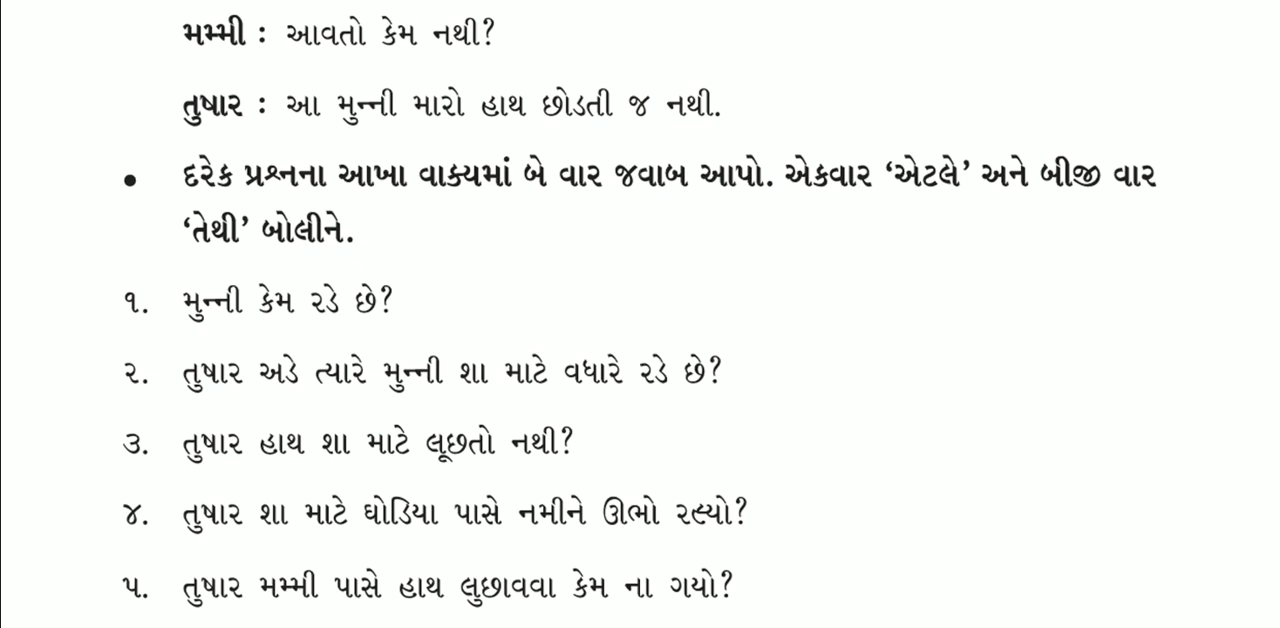 મમ્મી : આવતો કેમ નથી?
તુષાર : આ મુન્ની મારો હાથ છોડતી જ નથી.
• દરેક પ્રશ્નના આખા વાક્યમાં બે વાર જવાબ આપો. એકવાર ‘એટલે’ અને બીજી વાર
‘તેથી’ બોલીને.
૧. મુન્ની કેમ રડે છે?
૨. તુષાર અડે ત્યારે મુન્ની શા માટે વધારે રડે છે?
૩. તુષાર હાથ શા માટે લૂછતો નથી?
૪. તુષાર શા માટે ઘોડિયા પાસે નમીને ઊભો રહ્યો?
૫. તુષાર મમ્મી પાસે હાથ લુછાવવા કેમ ના ગયો?